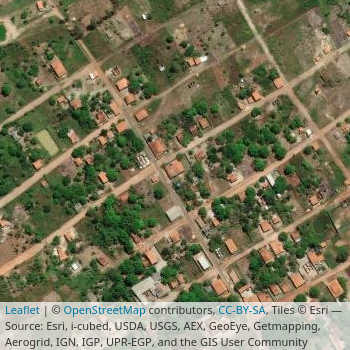 Leaflet | © OpenStreetMap contributors, CC-BY-SA, Tiles © Esri —
Source: Esri, i-cubed, USDA, USGS, AEX, GeoEye, Getmapping,
Aerogrid, IGN, IGP, UPR-EGP, and the GIS User Community